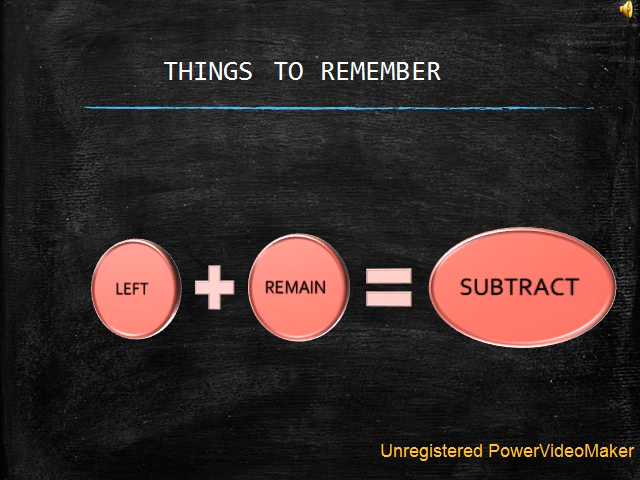 THINGS TO REMEMBER
LEFT + REMAIN = SUBTRACT
Unregistered PowerVideoMaker